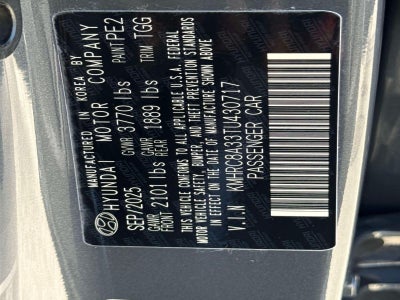 MANUFACTURED BY IN KOREA BY
HYUNDAI MOTOR COMPANY PAINT PE2
SEP/2025 GVWR 3770 lbs TRIM TGG
GAWR FRONT 2101 lbs GAWR REAR 1889 lbs
THIS VEHICLE CONFORMS TO ALL APPLICABLE U.S.A. FEDERAL
MOTOR VEHICLE SAFETY, BUMPER, AND THEFT STANDARDS
IN EFFECT ON THE DATE OF MANUFACTURE SHOWN ABOVE.
V.I.N KMHRC8A33TU430717
PASSENGER CAR